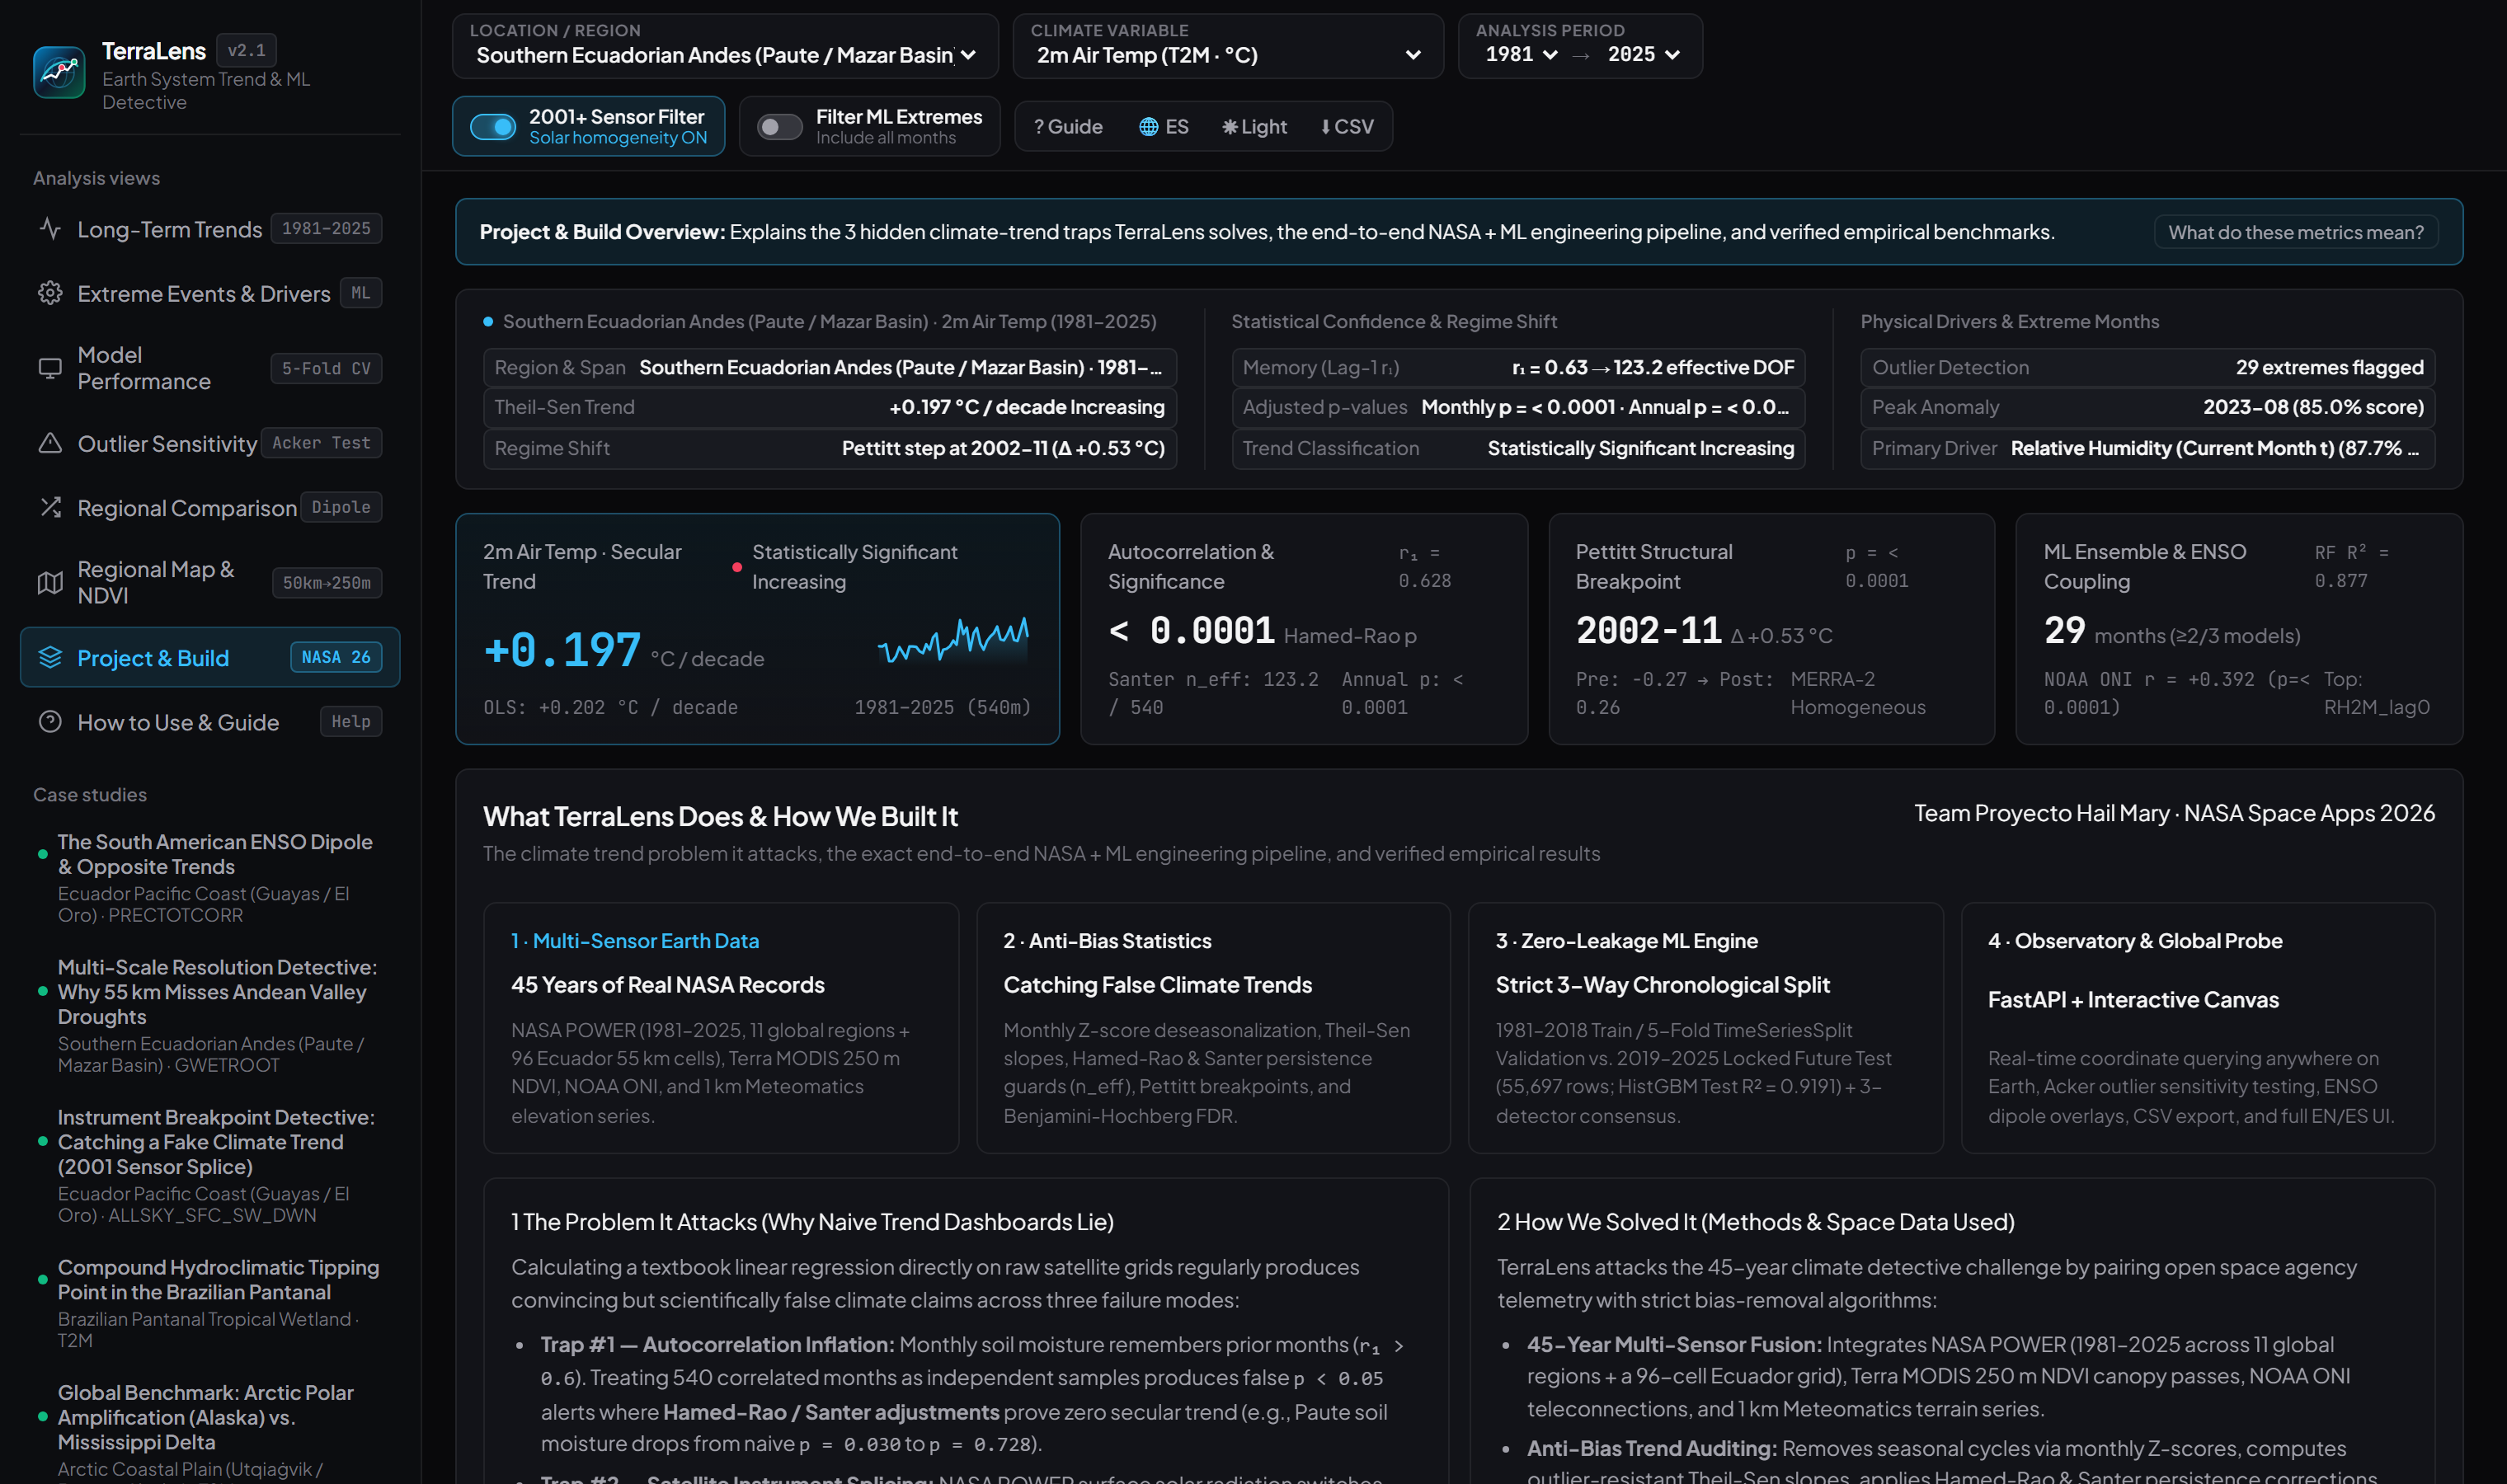 TerraLens v2.1
Earth System Trend & ML
Detective
Analysis views
Long-Term Trends 1981–2025
Extreme Events & Drivers ML
Model
Performance
5-Fold CV
Outlier Sensitivity Acker Test
Regional Comparison Dipole
Regional Map &
NDVI
50km→250m
Project & Build NASA 26
How to Use & Guide Help
Case studies
The South American ENSO Dipole
& Opposite Trends
Ecuador Pacific Coast (Guayas / El
Oro) · PRECTOTCORR
Multi-Scale Resolution Detective:
Why 55 km Misses Andean Valley
Droughts
Southern Ecuadorian Andes (Paute /
Mazar Basin) · GWETROOT
Instrument Breakpoint Detective:
Catching a Fake Climate Trend
(2001 Sensor Splice)
Ecuador Pacific Coast (Guayas / El
Oro) · ALLSKY_SFC_SW_DWN
Compound Hydroclimatic Tipping
Point in the Brazilian Pantanal
Brazilian Pantanal Tropical Wetland ·
T2M
Global Benchmark: Arctic Polar
Amplification (Alaska) vs.
Mississippi Delta
Arctic Coastal Plain (Utqiaġvik /
LOCATION / REGION
Southern Ecuadorian Andes (Paute / Mazar Basin)
CLIMATE VARIABLE
2m Air Temp (T2M · °C)
ANALYSIS PERIOD
1981 → 2025
2001+ Sensor Filter
Solar homogeneity ON
Filter ML Extremes
Include all months
? Guide
🌐 ES
☀ Light
⬇ CSV
Project & Build Overview: Explains the 3 hidden climate-trend traps TerraLens solves, the end-to-end NASA + ML engineering pipeline, and verified empirical benchmarks.
What do these metrics mean?
Southern Ecuadorian Andes (Paute / Mazar Basin) · 2m Air Temp (1981–2025)
Region & Span Southern Ecuadorian Andes (Paute / Mazar Basin) · 1981–...
Theil-Sen Trend +0.197 °C / decade Increasing
Regime Shift Pettitt step at 2002-11 (Δ +0.53 °C)
Statistical Confidence & Regime Shift
Memory (Lag-1 r₁) r₁ = 0.63 → 123.2 effective DOF
Adjusted p-values Monthly p = < 0.0001 · Annual p = < 0.0...
Trend Classification Statistically Significant Increasing
Physical Drivers & Extreme Months
Outlier Detection 29 extremes flagged
Peak Anomaly 2023-08 (85.0% score)
Primary Driver Relative Humidity (Current Month t) (87.7% ...
2m Air Temp · Secular
Trend
Statistically Significant
Increasing
+0.197 °C / decade
OLS: +0.202 °C / decade
1981–2025 (540m)
Autocorrelation &
Significance
r₁ =
0.628
< 0.0001 Hamed-Rao p
Santer n_eff: 123.2
/ 540
Annual p: <
0.0001
Pettitt Structural
Breakpoint
p = <
0.0001
2002-11 Δ +0.53 °C
Pre: -0.27 → Post:
0.26
MERRA-2
Homogeneous
ML Ensemble & ENSO
Coupling
RF R² =
0.877
29 months (≥2/3 models)
NOAA ONI r = +0.392 (p=<
0.0001)
Top:
RH2M_lag0
What TerraLens Does & How We Built It
Team Proyecto Hail Mary · NASA Space Apps 2026
The climate trend problem it attacks, the exact end-to-end NASA + ML engineering pipeline, and verified empirical results
1 · Multi-Sensor Earth Data
45 Years of Real NASA Records
NASA POWER (1981–2025, 11 global regions +
96 Ecuador 55 km cells), Terra MODIS 250 m
NDVI, NOAA ONI, and 1 km Meteomatics
elevation series.
2 · Anti-Bias Statistics
Catching False Climate Trends
Monthly Z-score deseasonalization, Theil-Sen
slopes, Hamed-Rao & Santer persistence
guards (n_eff), Pettitt breakpoints, and
Benjamini-Hochberg FDR.
3 · Zero-Leakage ML Engine
Strict 3-Way Chronological Split
1981–2018 Train / 5-Fold TimeSeriesSplit
Validation vs. 2019–2025 Locked Future Test
(55,697 rows; HistGBM Test R² = 0.9191) + 3-
detector consensus.
4 · Observatory & Global Probe
FastAPI + Interactive Canvas
Real-time coordinate querying anywhere on
Earth, Acker outlier sensitivity testing, ENSO
dipole overlays, CSV export, and full EN/ES UI.
1 The Problem It Attacks (Why Naive Trend Dashboards Lie)
Calculating a textbook linear regression directly on raw satellite grids regularly produces
convincing but scientifically false climate claims across three failure modes:
• Trap #1 — Autocorrelation Inflation: Monthly soil moisture remembers prior months (r₁ >
0.6). Treating 540 correlated months as independent samples produces false p < 0.05
alerts where Hamed-Rao / Santer adjustments prove zero secular trend (e.g., Paute soil
moisture drops from naive p = 0.030 to p = 0.728).
• Trap #2 — Satellite Instrument Splicing: NASA POWER surface solar radiation switches
2 How We Solved It (Methods & Space Data Used)
TerraLens attacks the 45-year climate detective challenge by pairing open space agency
telemetry with strict bias-removal algorithms:
• 45-Year Multi-Sensor Fusion: Integrates NASA POWER (1981–2025 across 11 global
regions + a 96-cell Ecuador grid), Terra MODIS 250 m NDVI canopy passes, NOAA ONI
teleconnections, and 1 km Meteomatics terrain series.
• Anti-Bias Trend Auditing: Removes seasonal cycles via monthly Z-scores, computes
outlier-resistant Theil-Sen slopes, applies Hamed-Rao & Santer persistence corrections